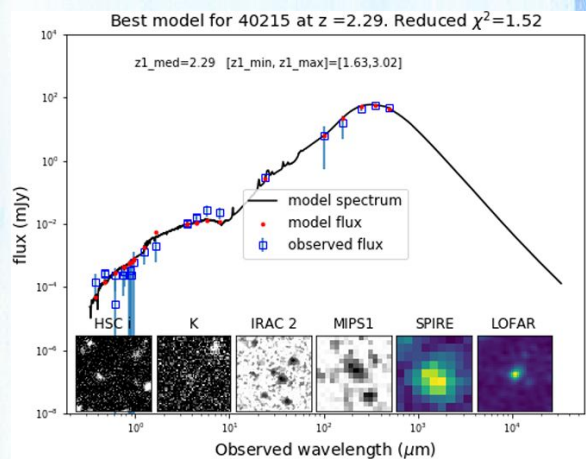 Best model for 40215 at z =2.29. Reduced χ²=1.52
z1_med=2.29 [z1_min, z1_max]=[1.63,3.02]
10⁴
10²
10⁰
10⁻²
10⁻⁴
10⁻⁶
10⁻⁸
flux (mJy)
model spectrum
model flux
observed flux
HSC i
K
IRAC 2
MIPS1
SPIRE
LOFAR
10⁰
10¹
10²
10³
10⁴
Observed wavelength (μm)